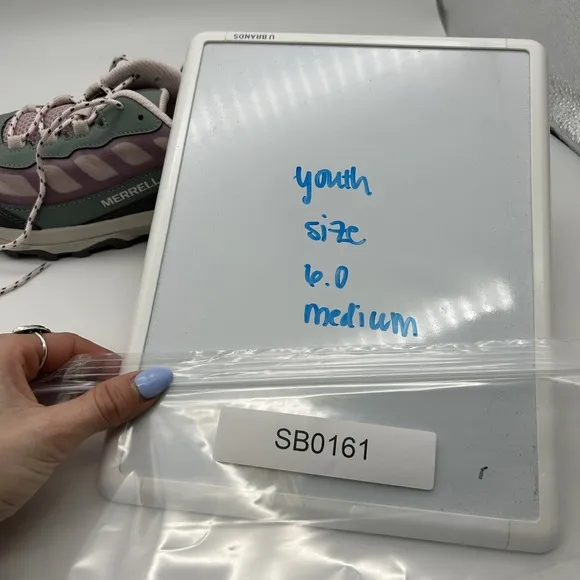 U BRANDS
MERRELL
youth
size
6.0
medium
SB0161